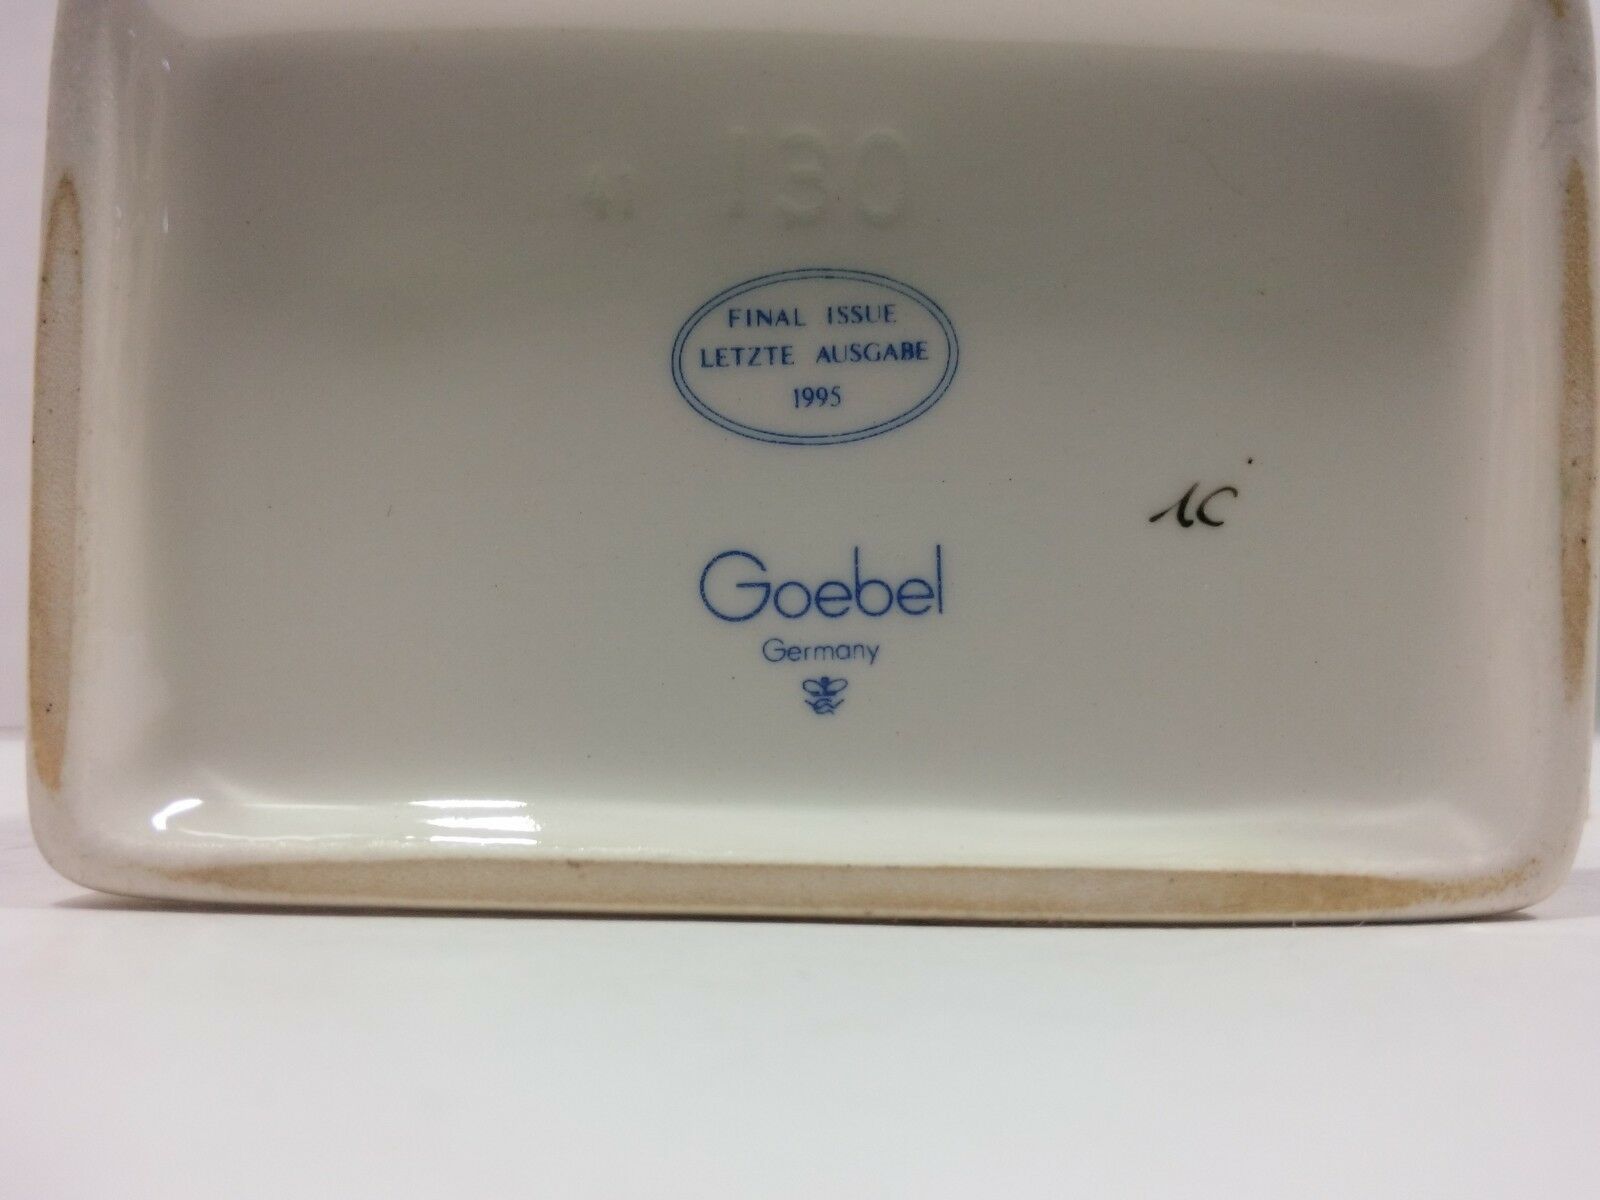 FINAL ISSUE
LETZTE AUSGABE
1995
Goebel
Germany